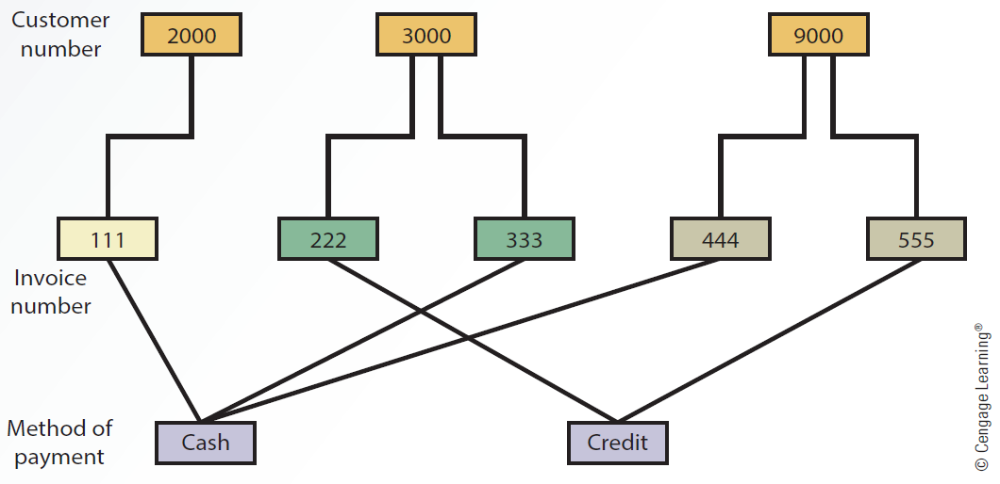 Customer
number
2000
3000
9000
111
222
333
444
555
Invoice
number
Method of
payment
Cash
Credit
© Cengage Learning®